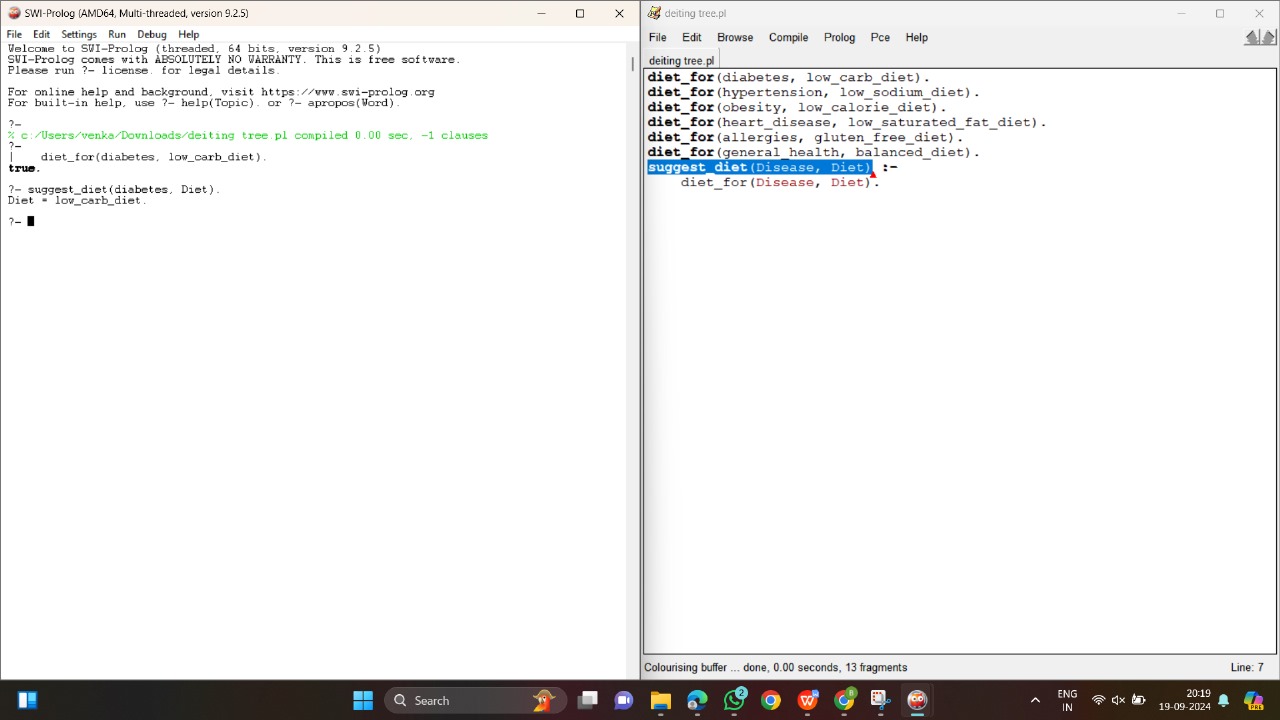 SWI-Prolog (AMD64, Multi-threaded, version 9.2.5)
File Edit Settings Run Debug Help
Welcome to SWI-Prolog (threaded, 64 bits, version 9.2.5)
SWI-Prolog comes with ABSOLUTELY NO WARRANTY. This is free software.
Please run ?- license. for legal details.
For online help and background, visit https://www.swi-prolog.org
For built-in help, use ?- help(Topic). or ?- apropos(Word).
?-
% c:/Users/venka/Downloads/deiting tree.pl compiled 0.00 sec, -1 clauses
?-
| diet_for(diabetes, low_carb_diet).
true.
?- suggest_diet(diabetes, Diet).
Diet = low_carb_diet.
?-
deiting tree.pl
File Edit Browse Compile Prolog Pce Help
deiting tree.pl
diet_for(diabetes, low_carb_diet).
diet_for(hypertension, low_sodium_diet).
diet_for(obesity, low_calorie_diet).
diet_for(heart_disease, low_saturated_fat_diet).
diet_for(allergies, gluten_free_diet).
diet_for(general_health, balanced_diet).
suggest_diet(Disease, Diet) :-
diet_for(Disease, Diet).
Colourising buffer ... done, 0.00 seconds, 13 fragments
Line: 7
Search
2
8
ENG
IN
20:19
19-09-2024
PRE